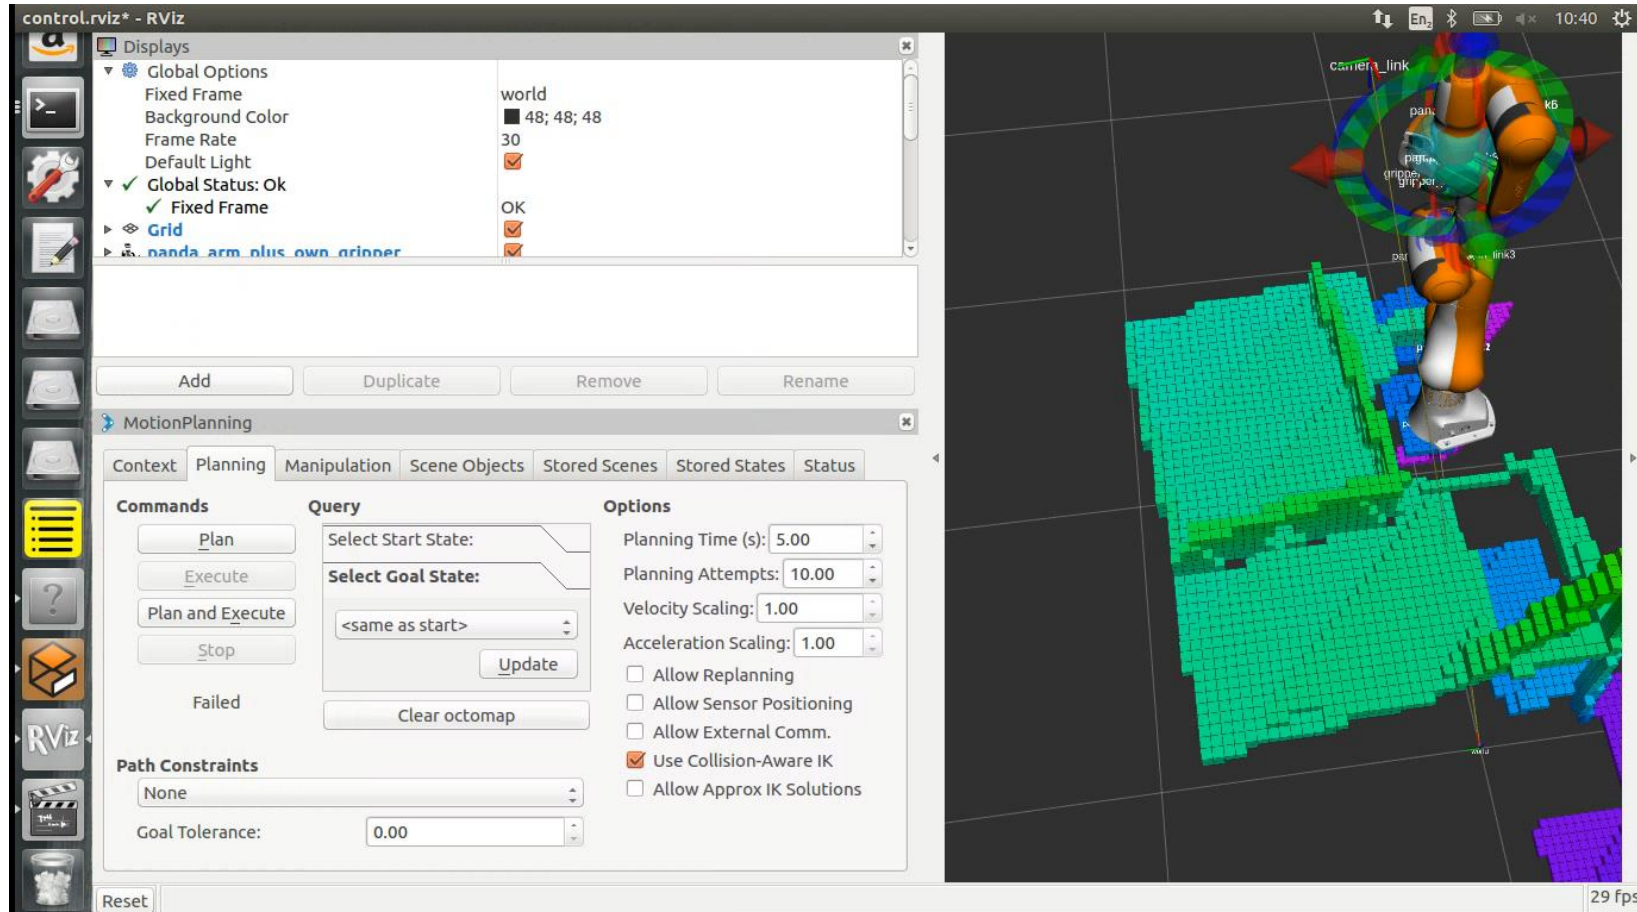 control.rviz* - RViz
En2 10:40
Displays
Global Options
Fixed Frame world
Background Color 48; 48; 48
Frame Rate 30
Default Light
Global Status: Ok
Fixed Frame OK
Grid
panda_arm_plus_own_gripper
Add Duplicate Remove Rename
MotionPlanning
Context Planning Manipulation Scene Objects Stored Scenes Stored States Status
Commands Query Options
Plan Select Start State: Planning Time (s): 5.00
Execute Select Goal State: Planning Attempts: 10.00
Plan and Execute <same as start> Velocity Scaling: 1.00
Stop Update Acceleration Scaling: 1.00
Failed Clear octomap
Allow Replanning
Allow Sensor Positioning
Allow External Comm.
Use Collision-Aware IK
Allow Approx IK Solutions
Path Constraints
None
Goal Tolerance: 0.00
Reset
29 fps
camera_link
world
RViz